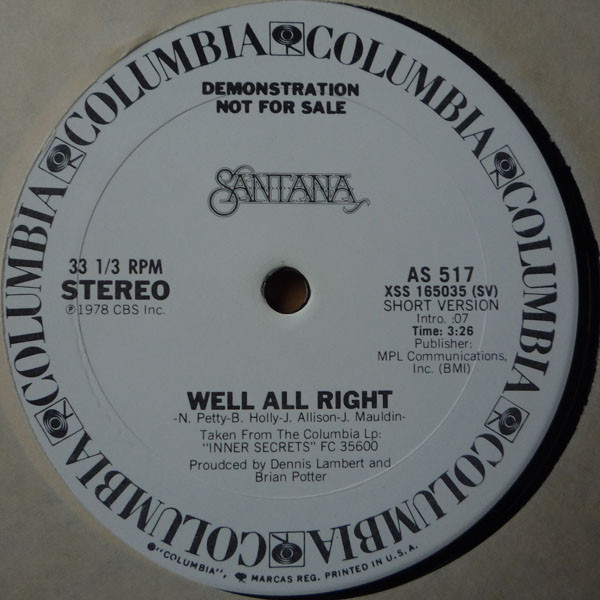 COLUMBIA COLUMBIA COLUMBIA COLUMBIA COLUMBIA COLUMBIA COLUMBIA COLUMBIA
DEMONSTRATION
NOT FOR SALE
SANTANA
33 1/3 RPM
STEREO
℗1978 CBS Inc.
AS 517
XSS 165035 (SV)
SHORT VERSION
Intro. :07
Time: 3:26
Publisher:
MPL Communications,
Inc. (BMI)
WELL ALL RIGHT
-N. Petty-B. Holly-J. Allison-J. Mauldin-
Taken From The Columbia Lp:
"INNER SECRETS" FC 35600
Proudced by Dennis Lambert and
Brian Potter
"COLUMBIA", MARCAS REG. PRINTED IN U.S.A.